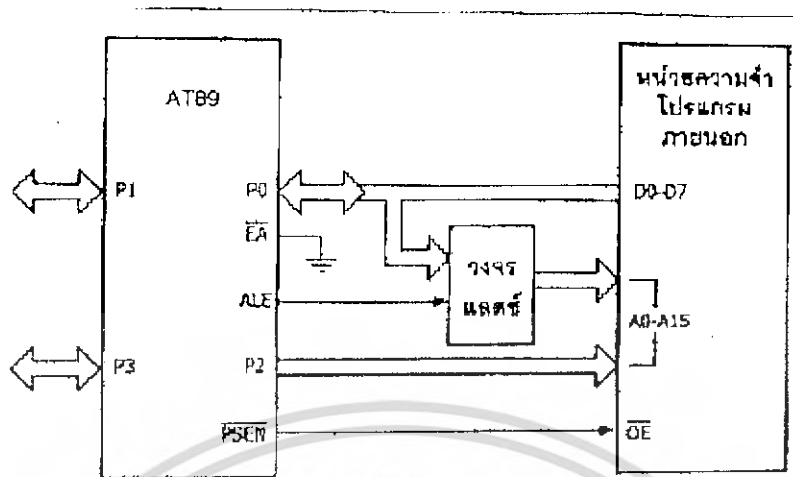 AT89
หน่วยความจำ
โปรแกรม
ภายนอก
P1
P0
D0-D7
EA
วงจร
แลตช์
ALE
A0-A15
P3
P2
PSEN
OE